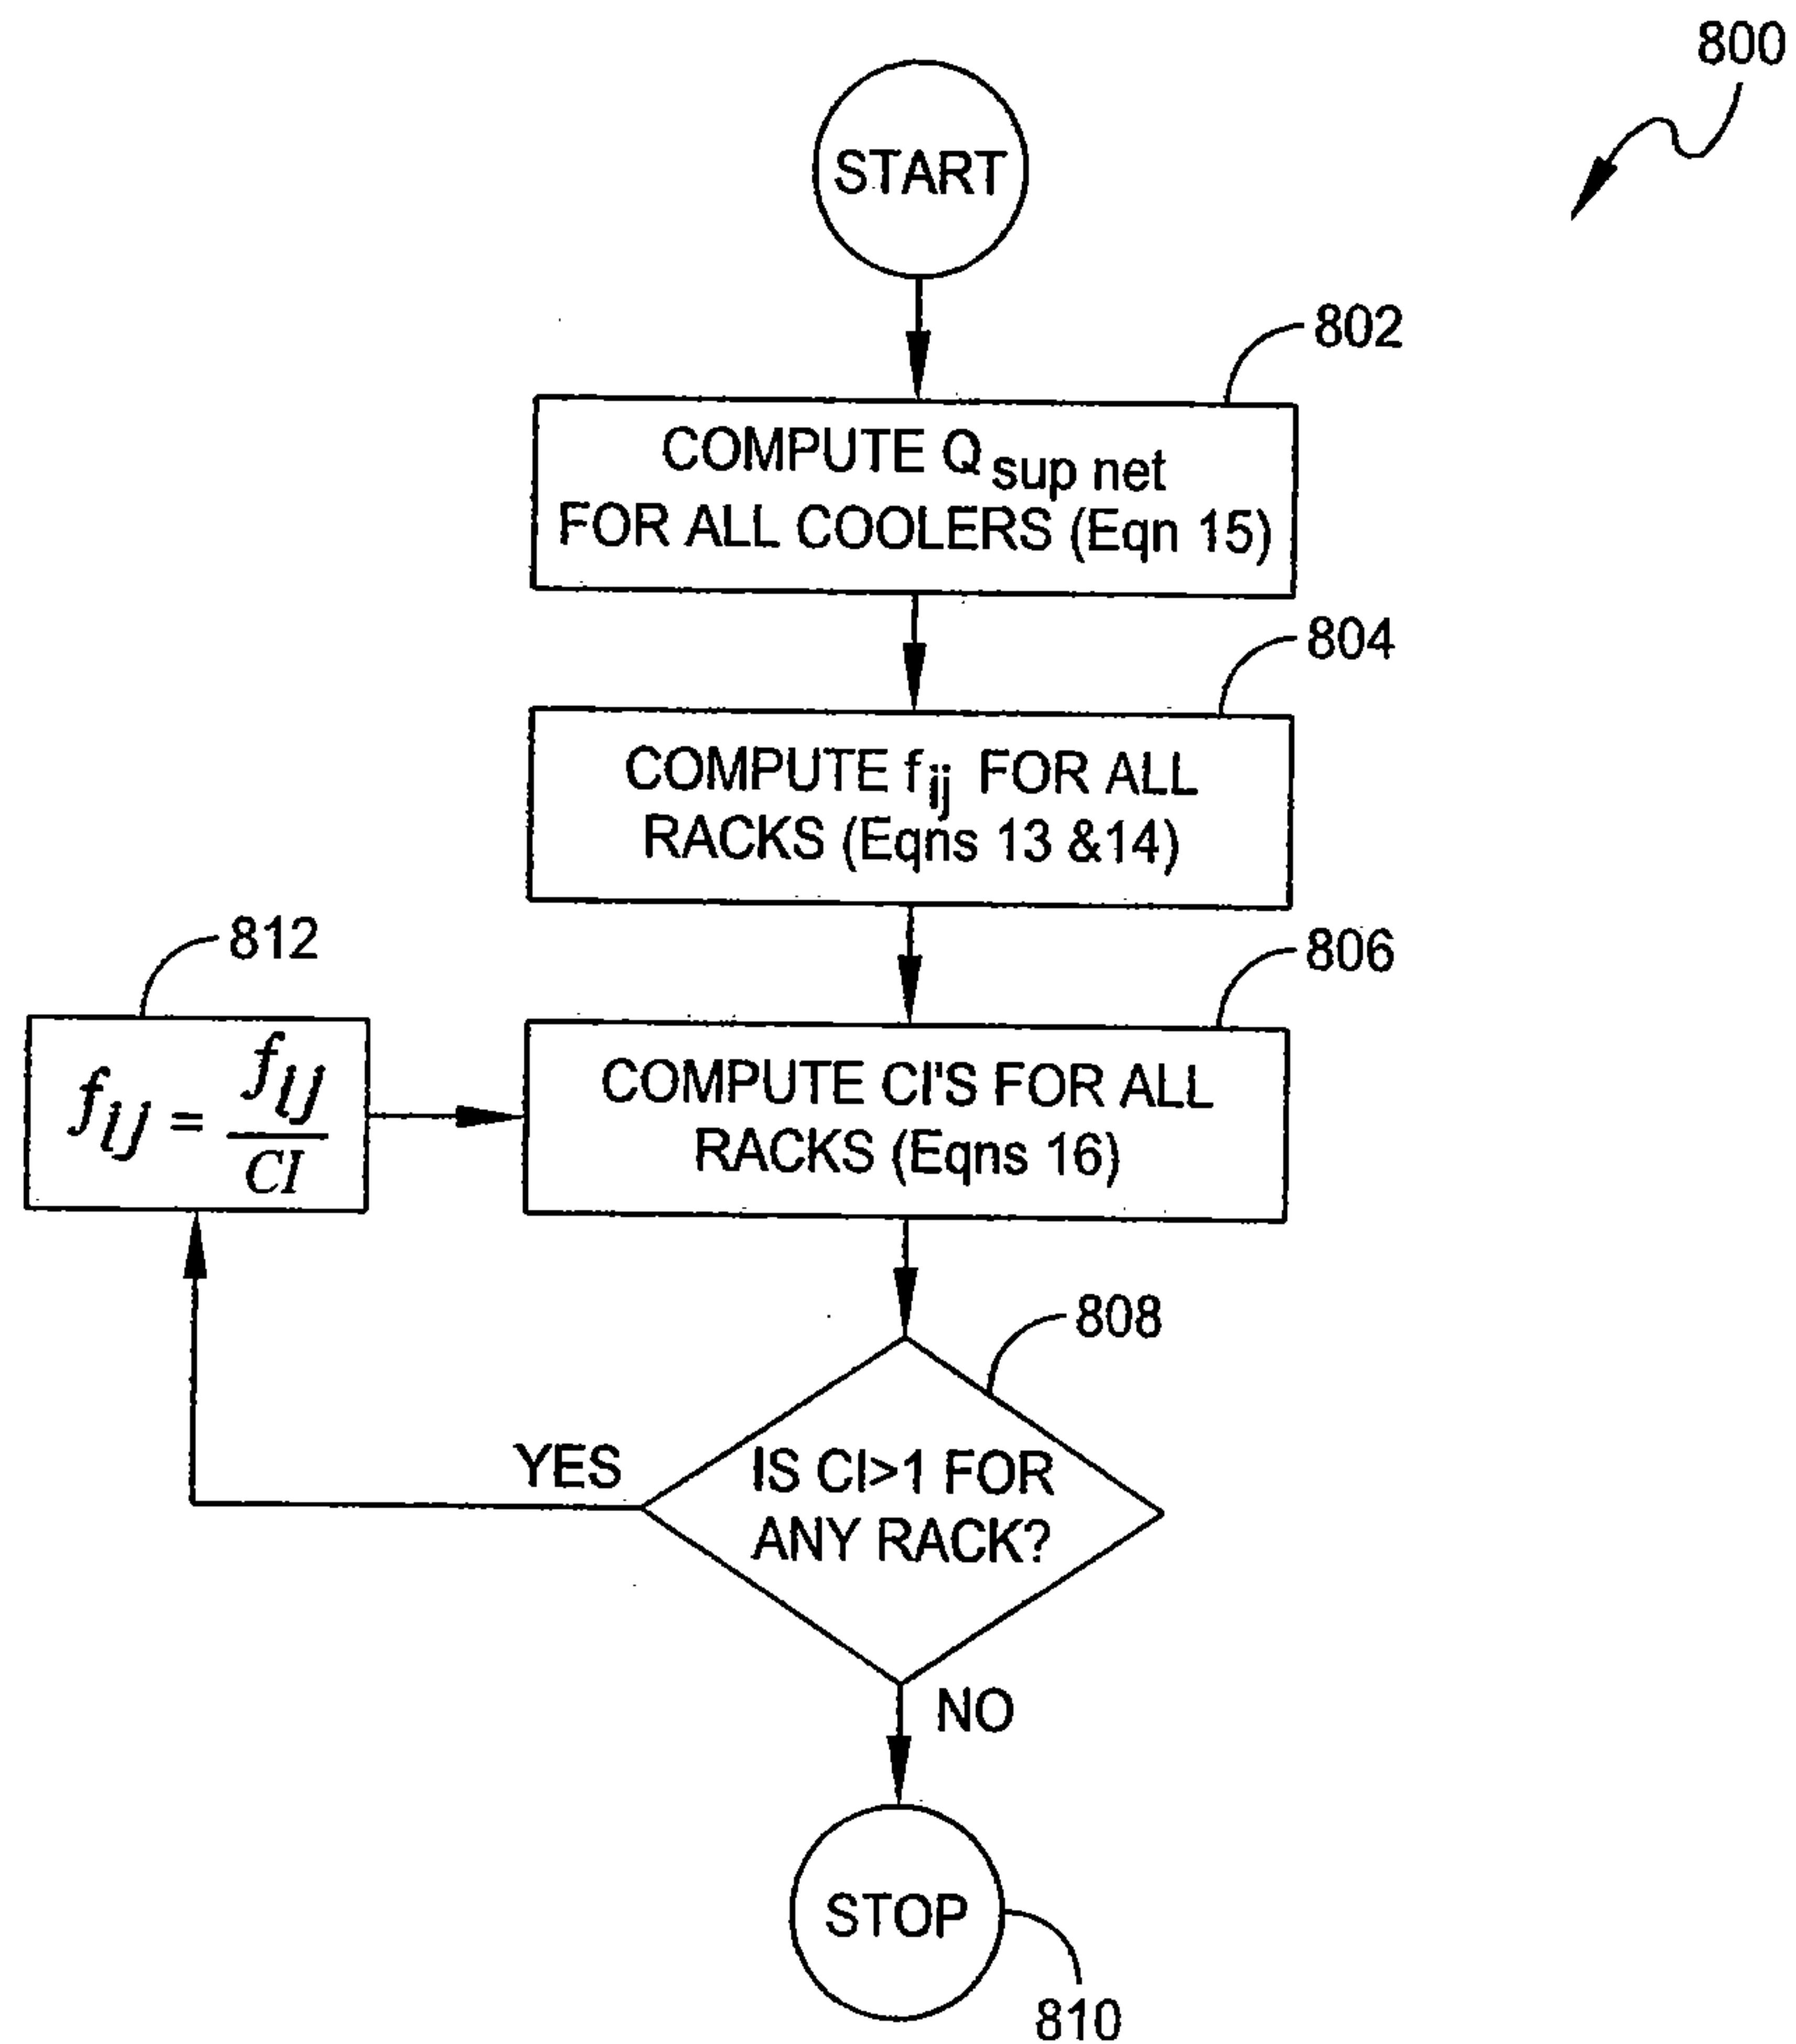 800
START
802
COMPUTE Q sup net
FOR ALL COOLERS (Eqn 15)
804
COMPUTE fij FOR ALL
RACKS (Eqns 13 &14)
812
806
fij = fij / CI
COMPUTE CI'S FOR ALL
RACKS (Eqns 16)
808
YES
IS CI>1 FOR
ANY RACK?
NO
STOP
810